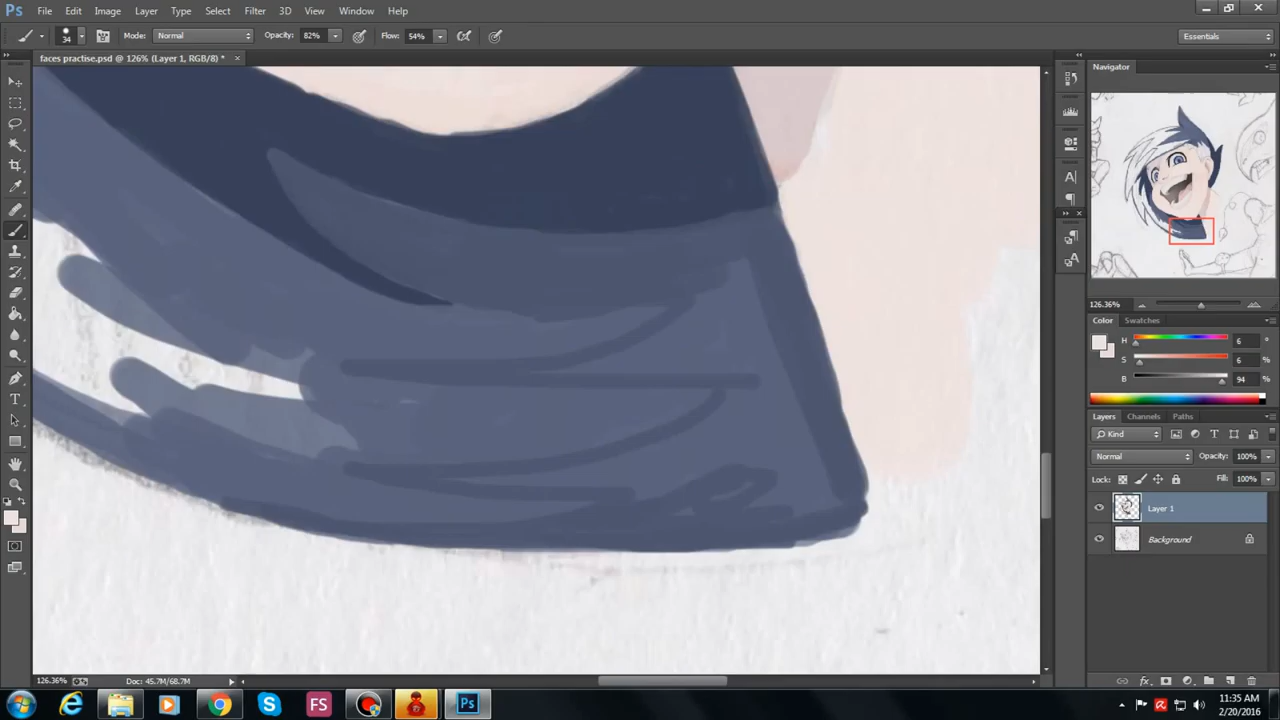 Ps File Edit Image Layer Type Select Filter 3D View Window Help
34 Mode: Normal Opacity: 82% Flow: 54% Essentials
faces practise.psd @ 126% (Layer 1, RGB/8) *
Navigator
126.36%
Color Swatches
H 6 °
S 6 %
B 94 %
Layers Channels Paths
Kind
Normal Opacity: 100%
Lock: Fill: 100%
Layer 1
Background
126.36% Doc: 45.7M/68.7M
FS Ps
11:35 AM
2/20/2016